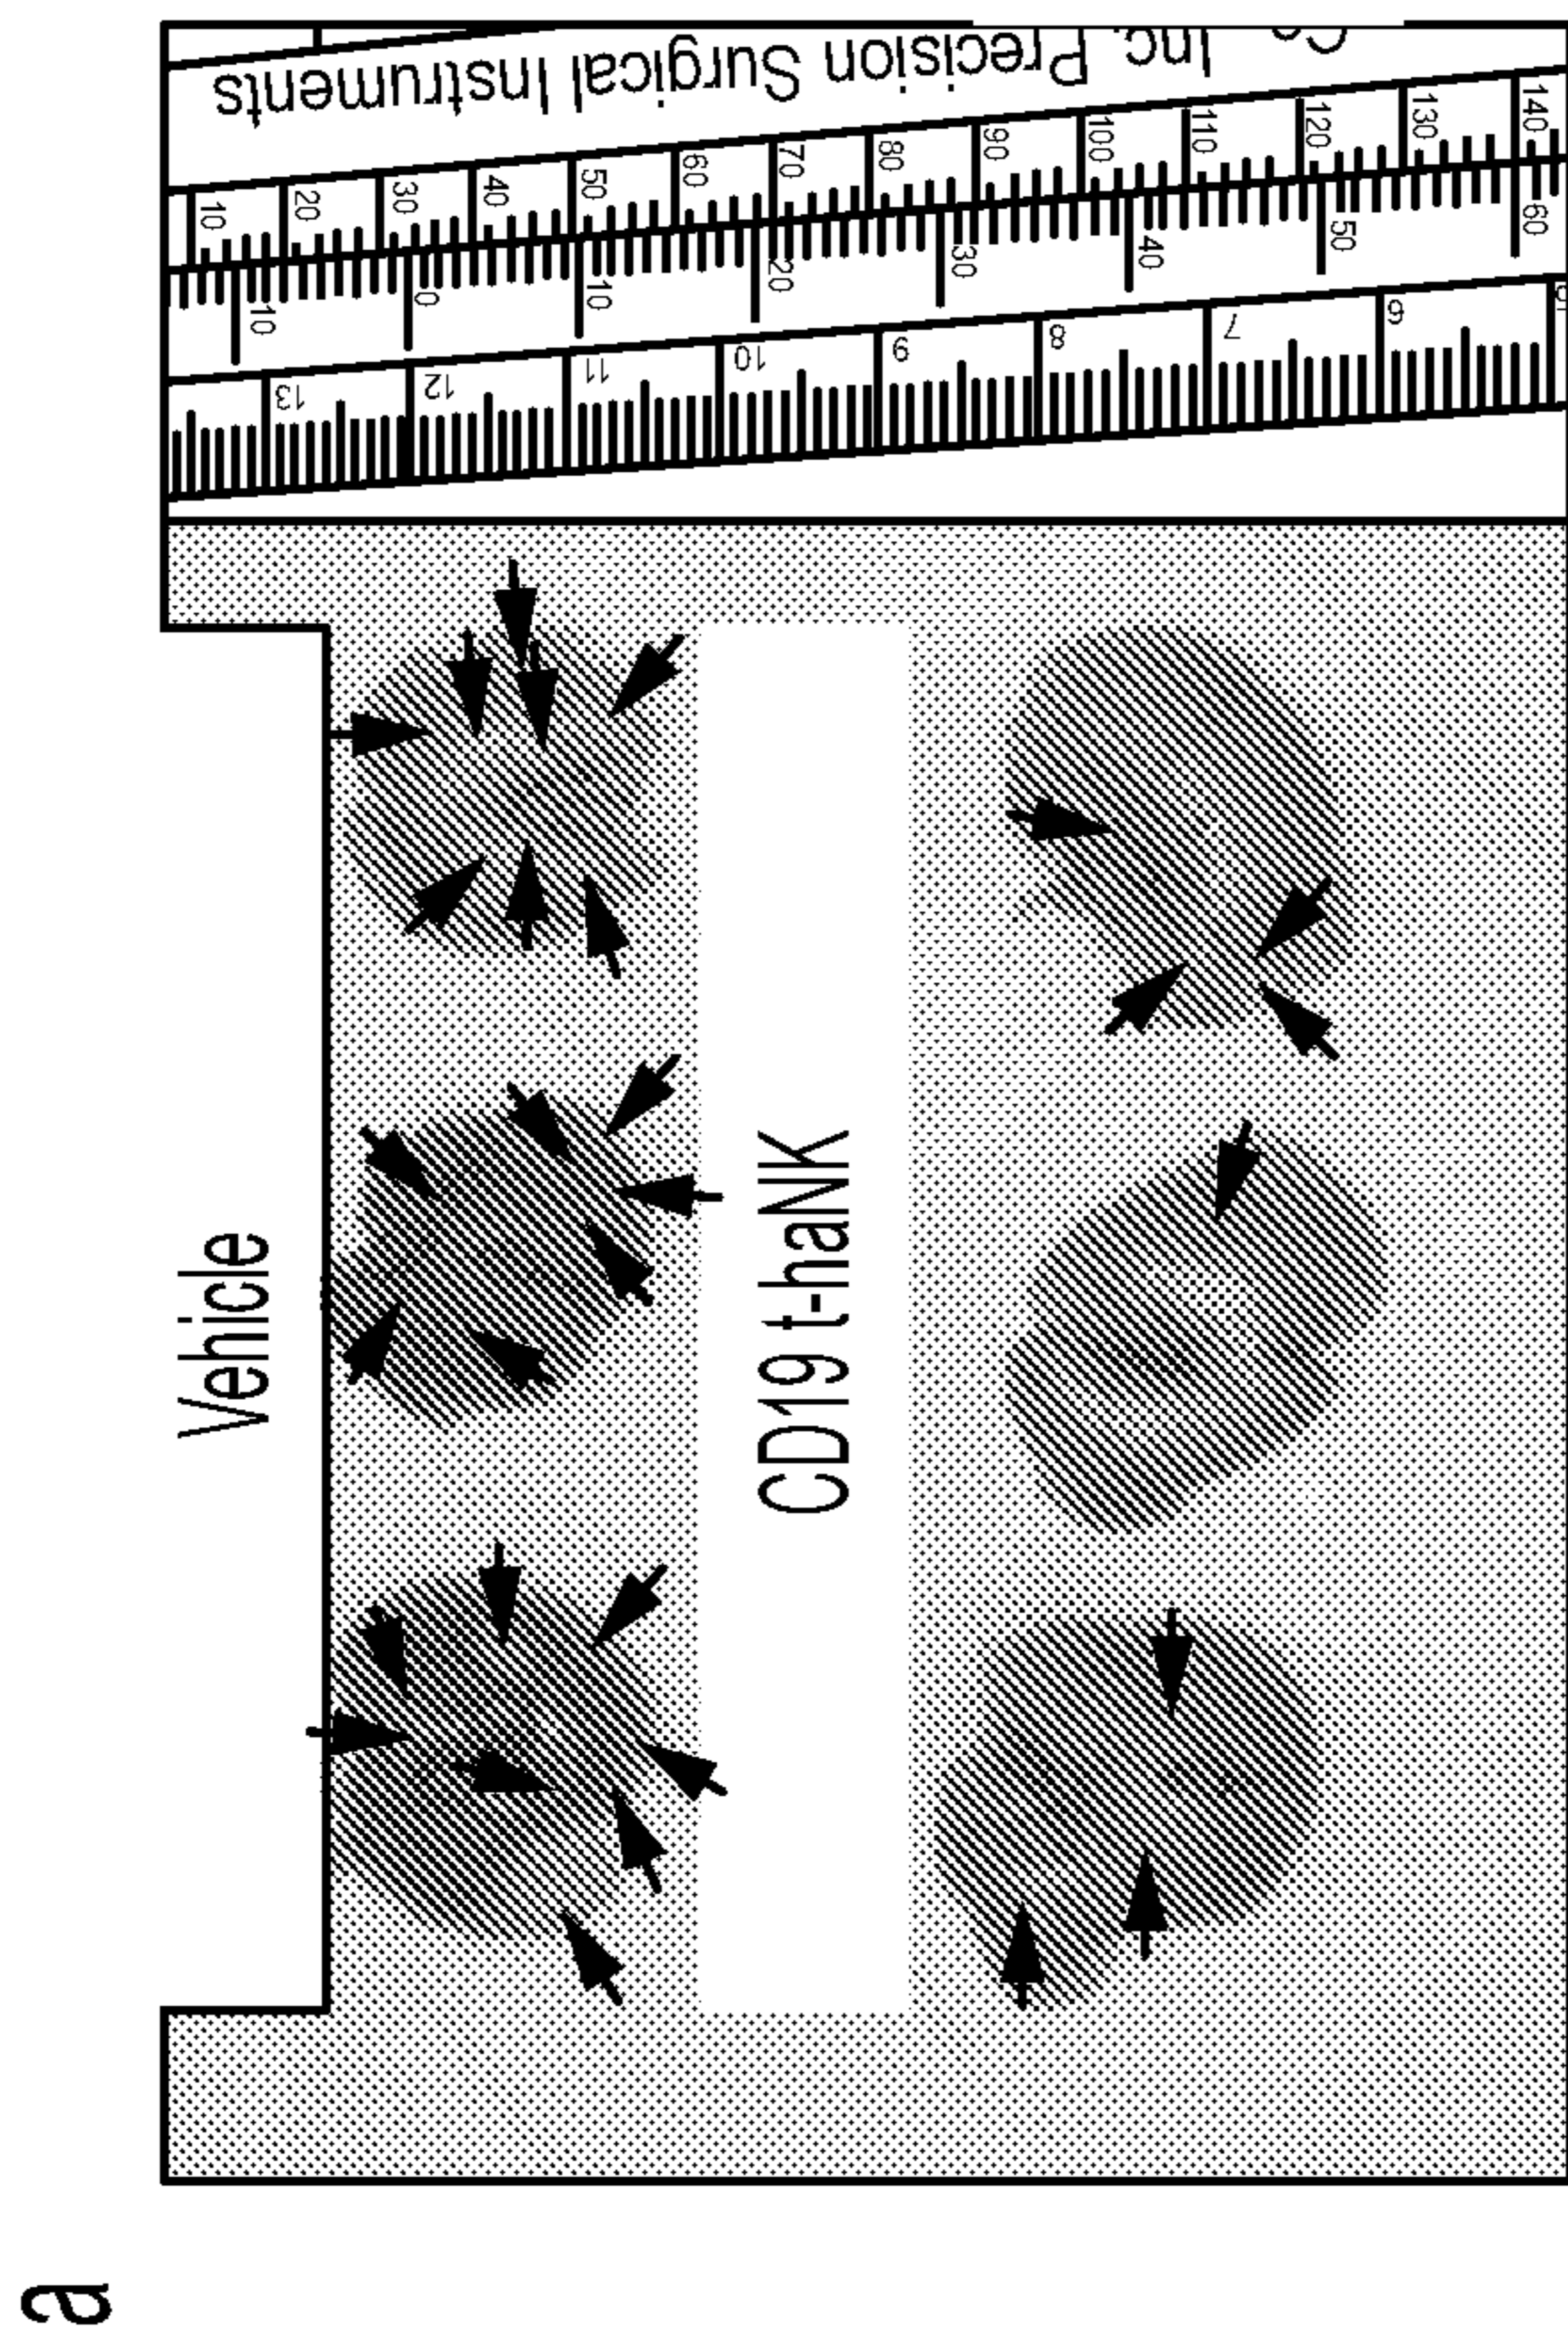 a
Vehicle
CD19 t-haNK
Inc. Precision Surgical Instruments
10 20 30 40 50 60 70 80 90 100 110 120 130 140
10 0 10 20 30 40 50 60
13 12 11 10 9 8 7 6